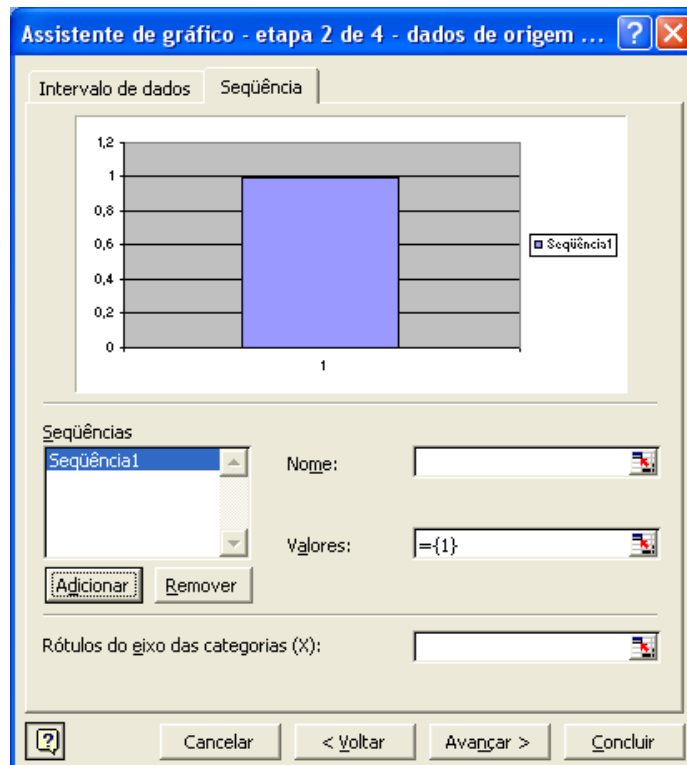 Assistente de gráfico - etapa 2 de 4 - dados de origem ...
Intervalo de dados
Seqüência
1,2
1
0,8
0,6
0,4
0,2
0
1
Seqüência1
Seqüências
Seqüência1
Nome:
Valores:
={1}
Adicionar
Remover
Rótulos do eixo das categorias (X):
Cancelar
< Voltar
Avançar >
Concluir